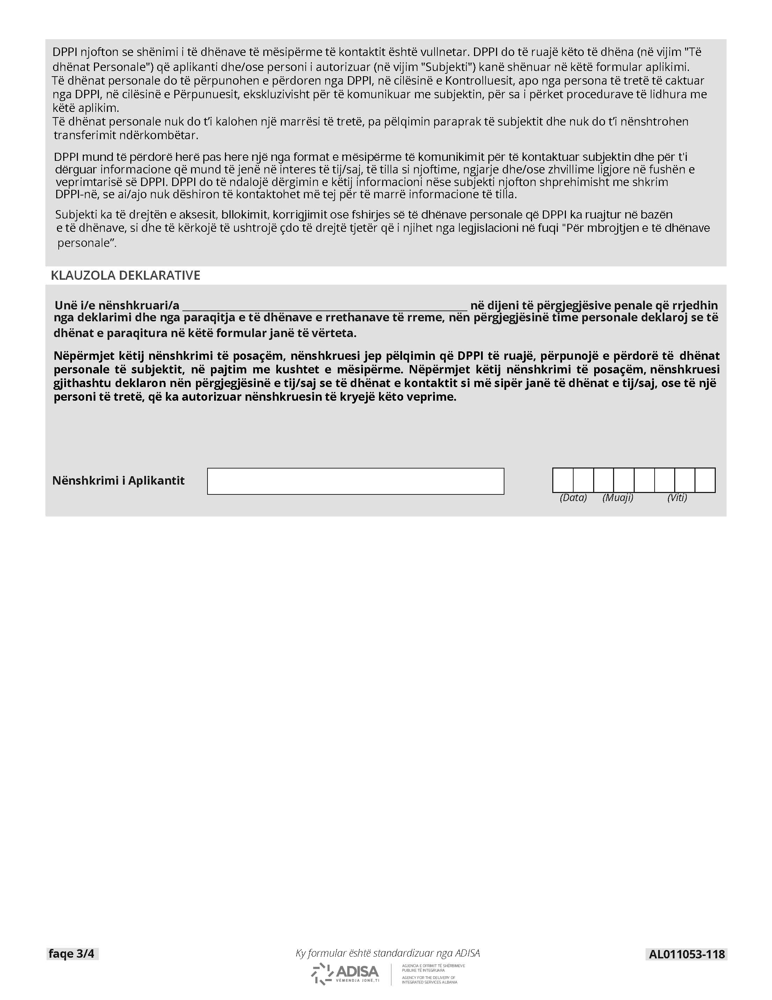 DPPI njofton se shënimi i të dhënave të mësipërme të kontaktit është vullnetar. DPPI do të ruajë këto të dhëna (në vijim "Të
dhënat Personale") që aplikanti dhe/ose personi i autorizuar (në vijim "Subjekti") kanë shënuar në këtë formular aplikimi.
Të dhënat personale do të përpunohen e përdoren nga DPPI, në cilësinë e Kontrolluesit, apo nga persona të tretë të caktuar
nga DPPI, në cilësinë e Përpunuesit, ekskluzivisht për të komunikuar me subjektin, për sa i përket procedurave të lidhura me
këtë aplikim.
Të dhënat personale nuk do t’i kalohen një marrësi të tretë, pa pëlqimin paraprak të subjektit dhe nuk do t’i nënshtrohen
transferimit ndërkombëtar.
DPPI mund të përdorë herë pas here një nga format e mësipërme të komunikimit për të kontaktuar subjektin dhe për t'i
dërguar informacione që mund të jenë në interes të tij/saj, të tilla si njoftime, ngjarje dhe/ose zhvillime ligjore në fushën e
veprimtarisë së DPPI. DPPI do të ndalojë dërgimin e këtij informacioni nëse subjekti njofton shprehimisht me shkrim
DPPI-në, se ai/ajo nuk dëshiron të kontaktohet më tej për të marrë informacione të tilla.
Subjekti ka të drejtën e aksesit, bllokimit, korrigjimit ose fshirjes së të dhënave personale që DPPI ka ruajtur në bazën
e të dhënave, si dhe të kërkojë të ushtrojë çdo të drejtë tjetër që i njihet nga legjislacioni në fuqi "Për mbrojtjen e të dhënave
personale”.
KLAUZOLA DEKLARATIVE
Unë i/e nënshkruari/a ______________________________ në dijeni të përgjegjësive penale që rrjedhin
nga deklarimi dhe nga paraqitja e të dhënave e rrethanave të rreme, nën përgjegjësinë time personale deklaroj se të
dhënat e paraqitura në këtë formular janë të vërteta.
Nëpërmjet këtij nënshkrimi të posaçëm, nënshkruesi jep pëlqimin që DPPI të ruajë, përpunojë e përdorë të dhënat
personale të subjektit, në pajtim me kushtet e mësipërme. Nëpërmjet këtij nënshkrimi të posaçëm, nënshkruesi
gjithashtu deklaron nën përgjegjësinë e tij/saj se të dhënat e kontaktit si më sipër janë të dhënat e tij/saj, ose të një
personi të tretë, që ka autorizuar nënshkruesin të kryejë këto veprime.
Nënshkrimi i Aplikantit
(Data) (Muaji) (Viti)
faqe 3/4
Ky formular është standardizuar nga ADISA
AL011053-118
ADISA
VËMENDJA JONË,TI
AGJENCIA E OFRIMIT TË SHËRBIMEVE
PUBLIKE TË INTEGRUARA
AGENCY FOR THE DELIVERY OF
INTEGRATED SERVICES ALBANIA